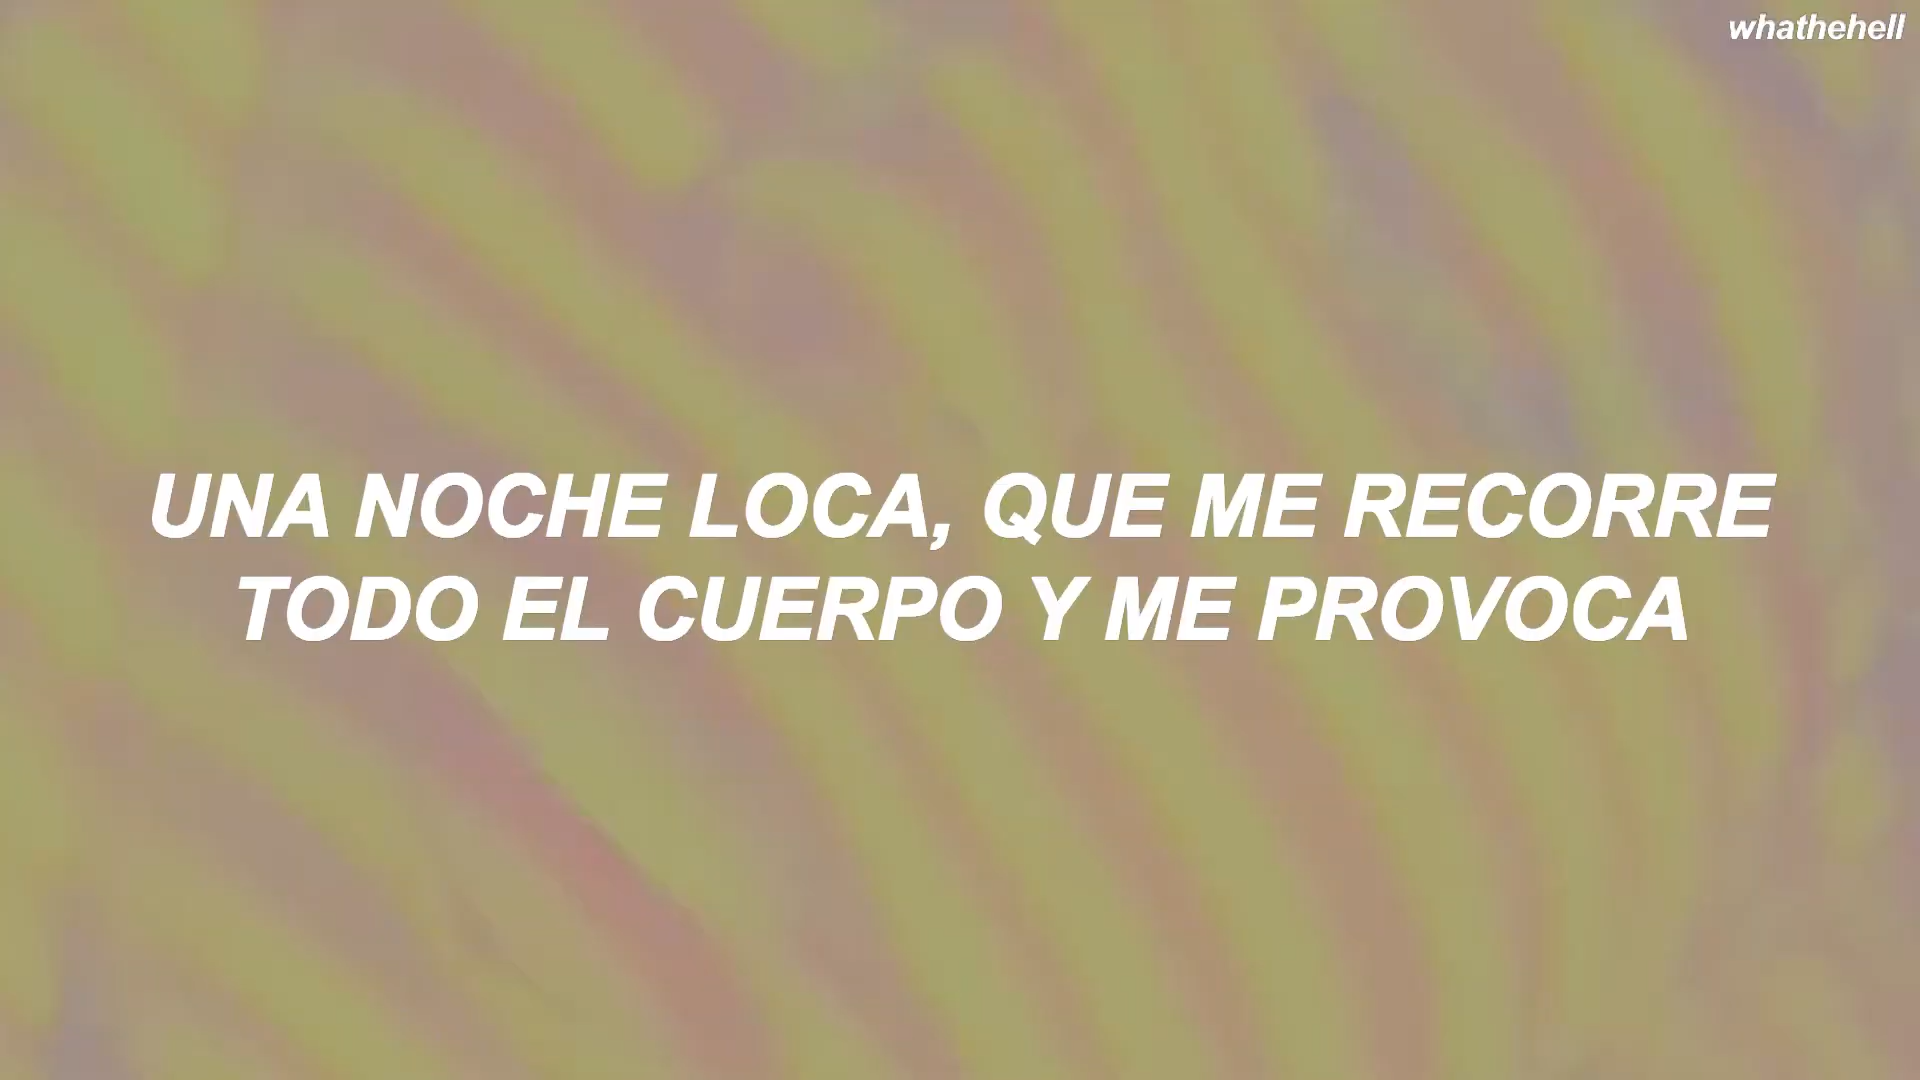 whathehell
UNA NOCHE LOCA, QUE ME RECORRE
TODO EL CUERPO Y ME PROVOCA